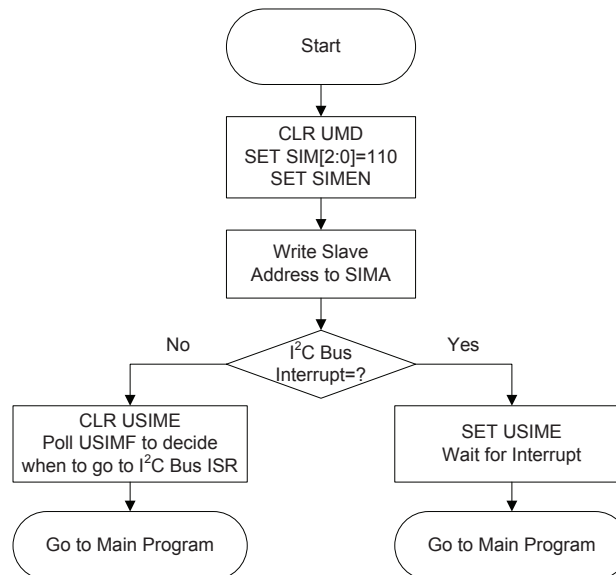 Start
CLR UMD
SET SIM[2:0]=110
SET SIMEN
Write Slave
Address to SIMA
I²C Bus
Interrupt=?
No
Yes
CLR USIME
Poll USIMF to decide
when to go to I²C Bus ISR
SET USIME
Wait for Interrupt
Go to Main Program
Go to Main Program